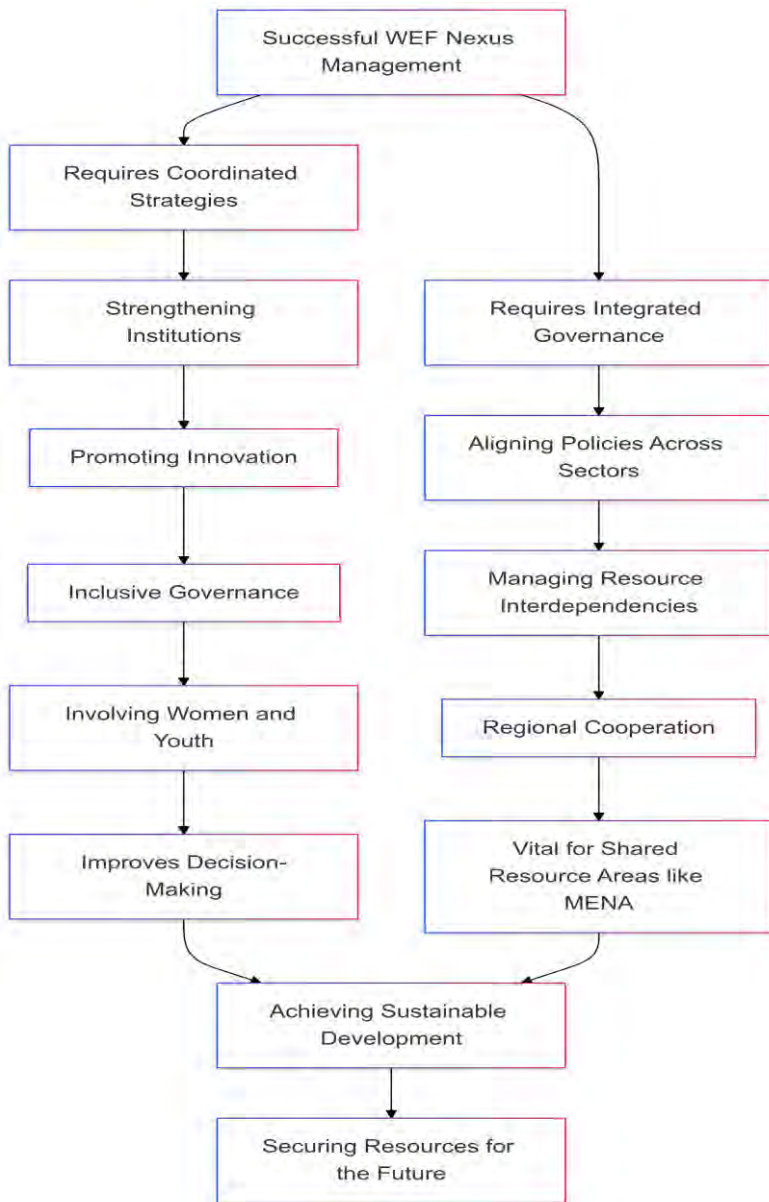 Successful WEF Nexus
Management
Requires Coordinated
Strategies
Strengthening
Institutions
Promoting Innovation
Inclusive Governance
Involving Women and
Youth
Improves Decision-
Making
Requires Integrated
Governance
Aligning Policies Across
Sectors
Managing Resource
Interdependencies
Regional Cooperation
Vital for Shared
Resource Areas like
MENA
Achieving Sustainable
Development
Securing Resources for
the Future